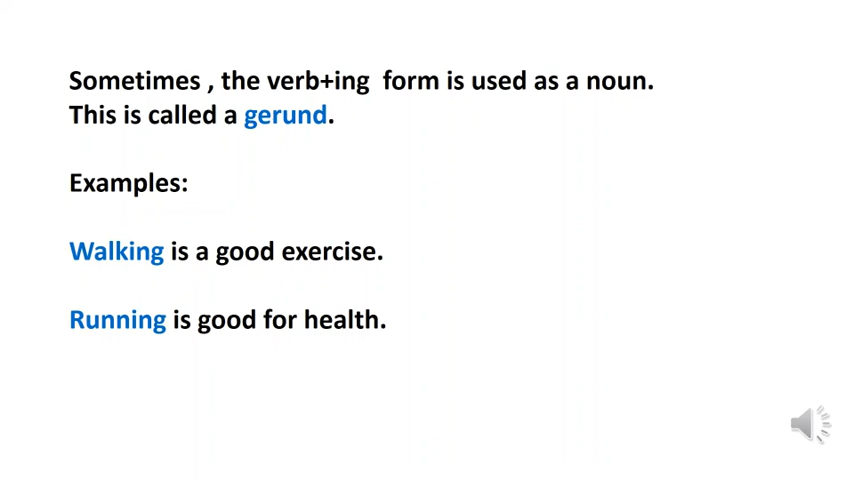 Sometimes , the verb+ing form is used as a noun.
This is called a gerund.
Examples:
Walking is a good exercise.
Running is good for health.